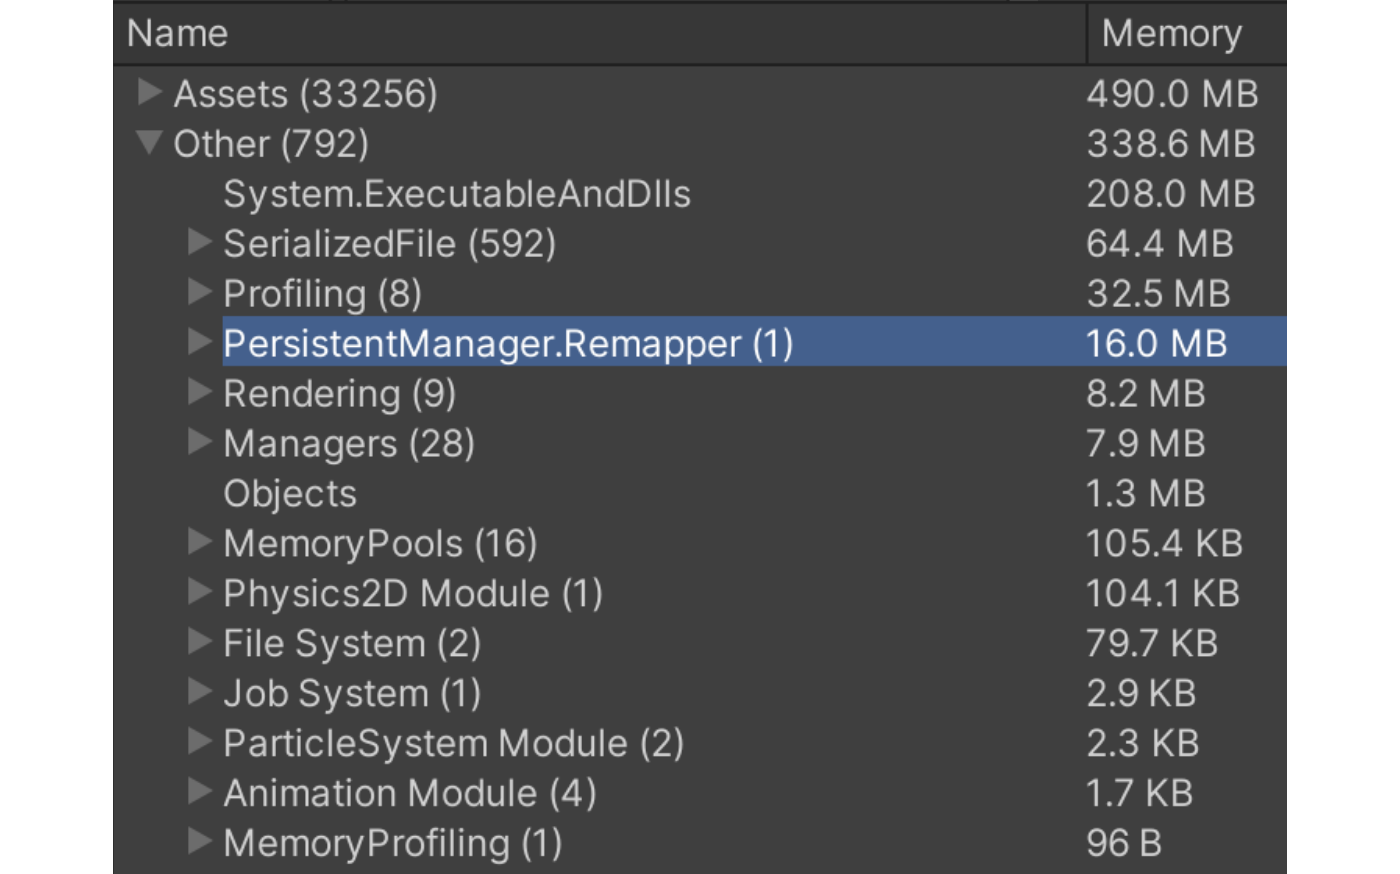 Name Memory
Assets (33256) 490.0 MB
Other (792) 338.6 MB
System.ExecutableAndDlls 208.0 MB
SerializedFile (592) 64.4 MB
Profiling (8) 32.5 MB
PersistentManager.Remapper (1) 16.0 MB
Rendering (9) 8.2 MB
Managers (28) 7.9 MB
Objects 1.3 MB
MemoryPools (16) 105.4 KB
Physics2D Module (1) 104.1 KB
File System (2) 79.7 KB
Job System (1) 2.9 KB
ParticleSystem Module (2) 2.3 KB
Animation Module (4) 1.7 KB
MemoryProfiling (1) 96 B